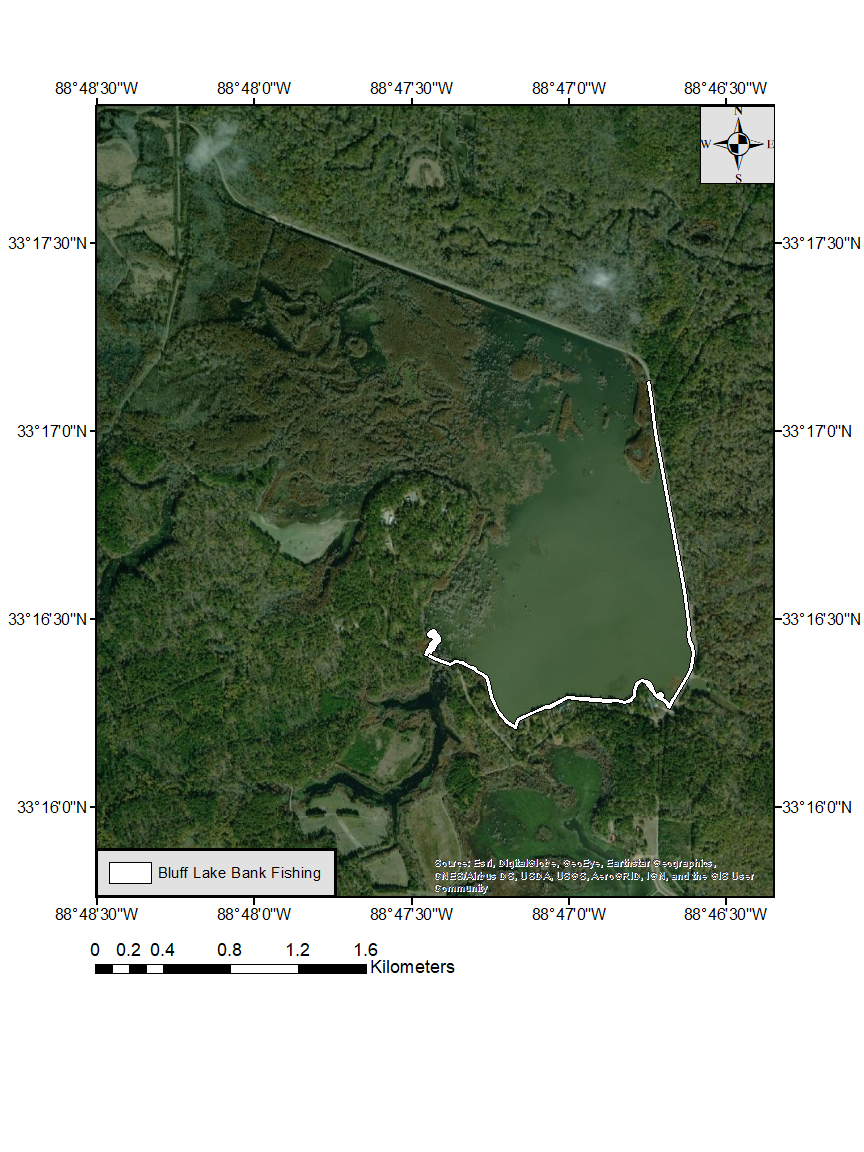 88°48'30"W 88°48'0"W 88°47'30"W 88°47'0"W 88°46'30"W
N
W E
S
33°17'30"N 33°17'30"N
33°17'0"N 33°17'0"N
33°16'30"N 33°16'30"N
33°16'0"N 33°16'0"N
Bluff Lake Bank Fishing
Source: Esri, DigitalGlobe, GeoEye, Earthstar Geographics,
CNES/Airbus DS, USDA, USGS, AeroGRID, IGN, and the GIS User
Community
88°48'30"W 88°48'0"W 88°47'30"W 88°47'0"W 88°46'30"W
0 0.2 0.4 0.8 1.2 1.6
Kilometers